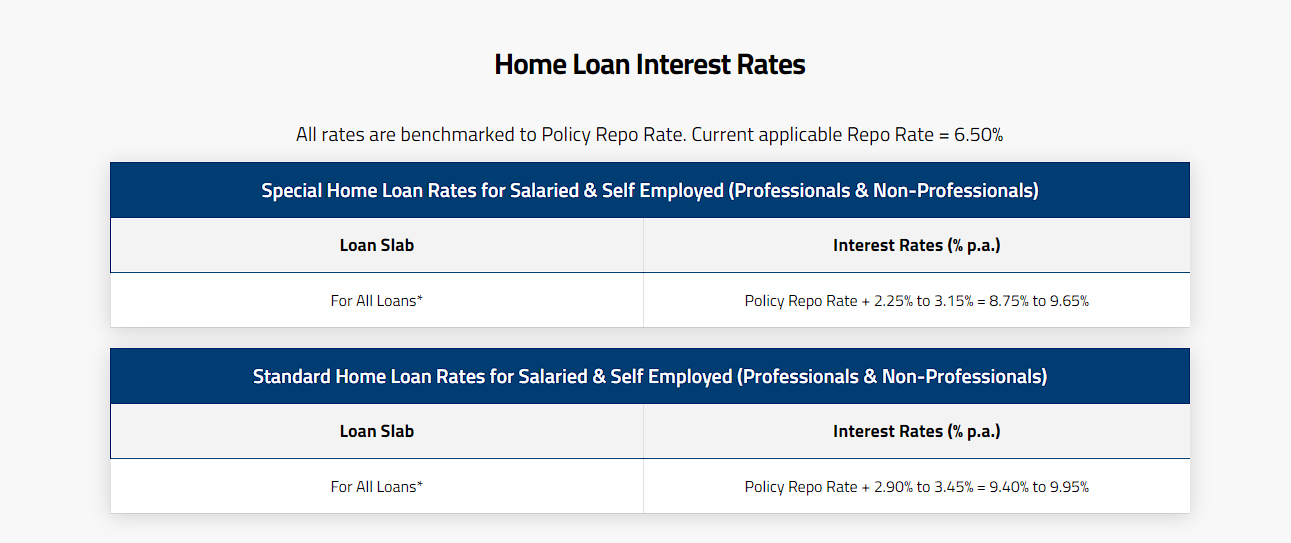 Home Loan Interest Rates
All rates are benchmarked to Policy Repo Rate. Current applicable Repo Rate = 6.50%
Special Home Loan Rates for Salaried & Self Employed (Professionals & Non-Professionals)
Loan Slab Interest Rates (% p.a.)
For All Loans* Policy Repo Rate + 2.25% to 3.15% = 8.75% to 9.65%
Standard Home Loan Rates for Salaried & Self Employed (Professionals & Non-Professionals)
Loan Slab Interest Rates (% p.a.)
For All Loans* Policy Repo Rate + 2.90% to 3.45% = 9.40% to 9.95%